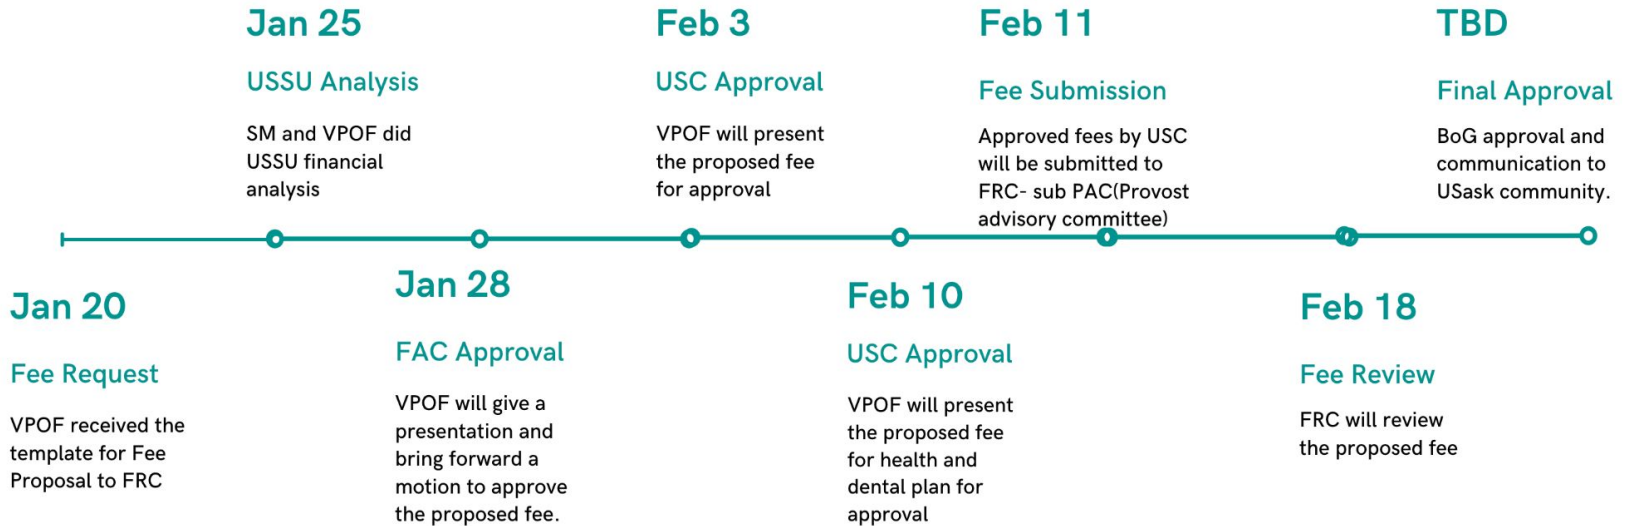 Jan 25
USSU Analysis
SM and VPOF did
USSU financial
analysis
Feb 3
USC Approval
VPOF will present
the proposed fee
for approval
Feb 11
Fee Submission
Approved fees by USC
will be submitted to
FRC- sub PAC(Provost
advisory committee)
TBD
Final Approval
BoG approval and
communication to
USask community.
Jan 20
Fee Request
VPOF received the
template for Fee
Proposal to FRC
Jan 28
FAC Approval
VPOF will give a
presentation and
bring forward a
motion to approve
the proposed fee.
Feb 10
USC Approval
VPOF will present
the proposed fee
for health and
dental plan for
approval
Feb 18
Fee Review
FRC will review
the proposed fee